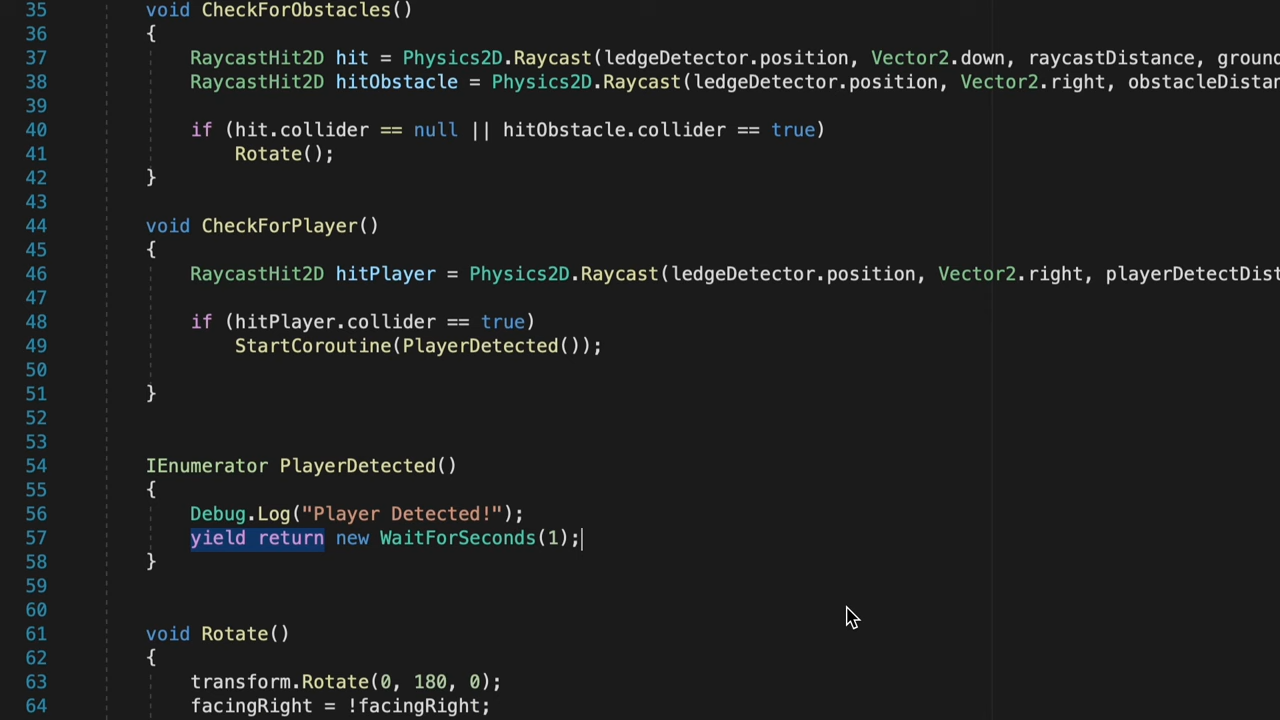 35 void CheckForObstacles()
36 {
37 RaycastHit2D hit = Physics2D.Raycast(ledgeDetector.position, Vector2.down, raycastDistance, ground
38 RaycastHit2D hitObstacle = Physics2D.Raycast(ledgeDetector.position, Vector2.right, obstacleDistan
39
40 if (hit.collider == null || hitObstacle.collider == true)
41 Rotate();
42 }
43
44 void CheckForPlayer()
45 {
46 RaycastHit2D hitPlayer = Physics2D.Raycast(ledgeDetector.position, Vector2.right, playerDetectDist
47
48 if (hitPlayer.collider == true)
49 StartCoroutine(PlayerDetected());
50
51 }
52
53
54 IEnumerator PlayerDetected()
55 {
56 Debug.Log("Player Detected!");
57 yield return new WaitForSeconds(1);
58 }
59
60
61 void Rotate()
62 {
63 transform.Rotate(0, 180, 0);
64 facingRight = !facingRight;